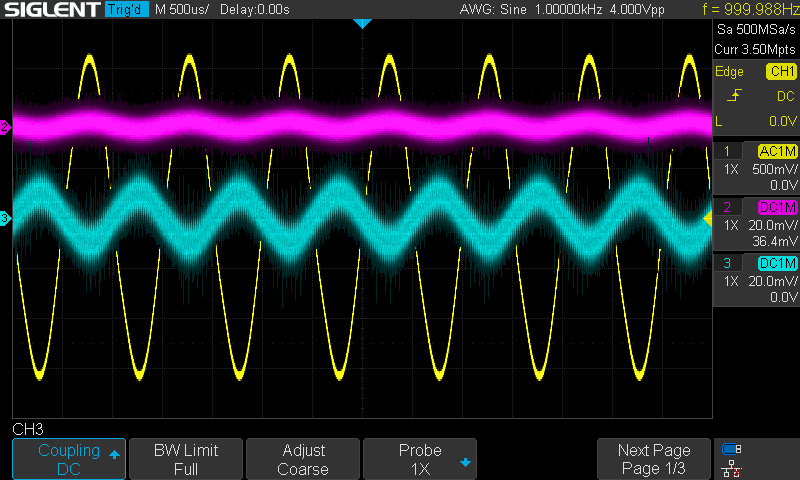 SIGLENT Trig'd M 500us/ Delay:0.00s AWG: Sine 1.00000kHz 4.000Vpp f = 999.988Hz
Sa 500MSa/s
Curr 3.50Mpts
Edge CH1
DC
L 0.0V
1 AC1M
1X 500mV/
0.0V
2 DC1M
1X 20.0mV/
36.4mV
3 DC1M
1X 20.0mV/
0.0V
2
3
CH3
Coupling BW Limit Adjust Probe Next Page
DC Full Coarse 1X Page 1/3